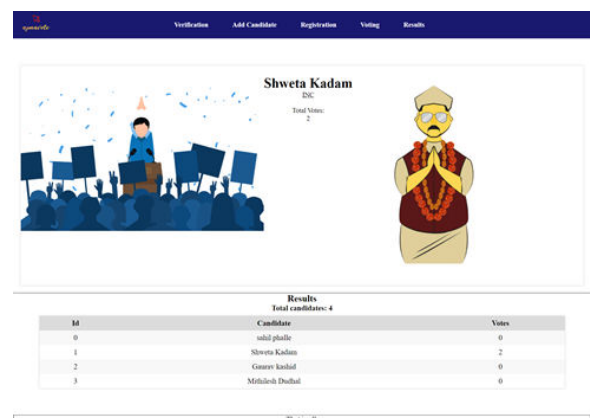 Verification Add Candidate Registration Voting Results
Shweta Kadam
INC
Total Votes:
2
Results
Total candidates: 4
Id Candidate Votes
0 sahil phalle 0
1 Shweta Kadam 2
2 Gaurav kashid 0
3 Mithilesh Dudhal 0